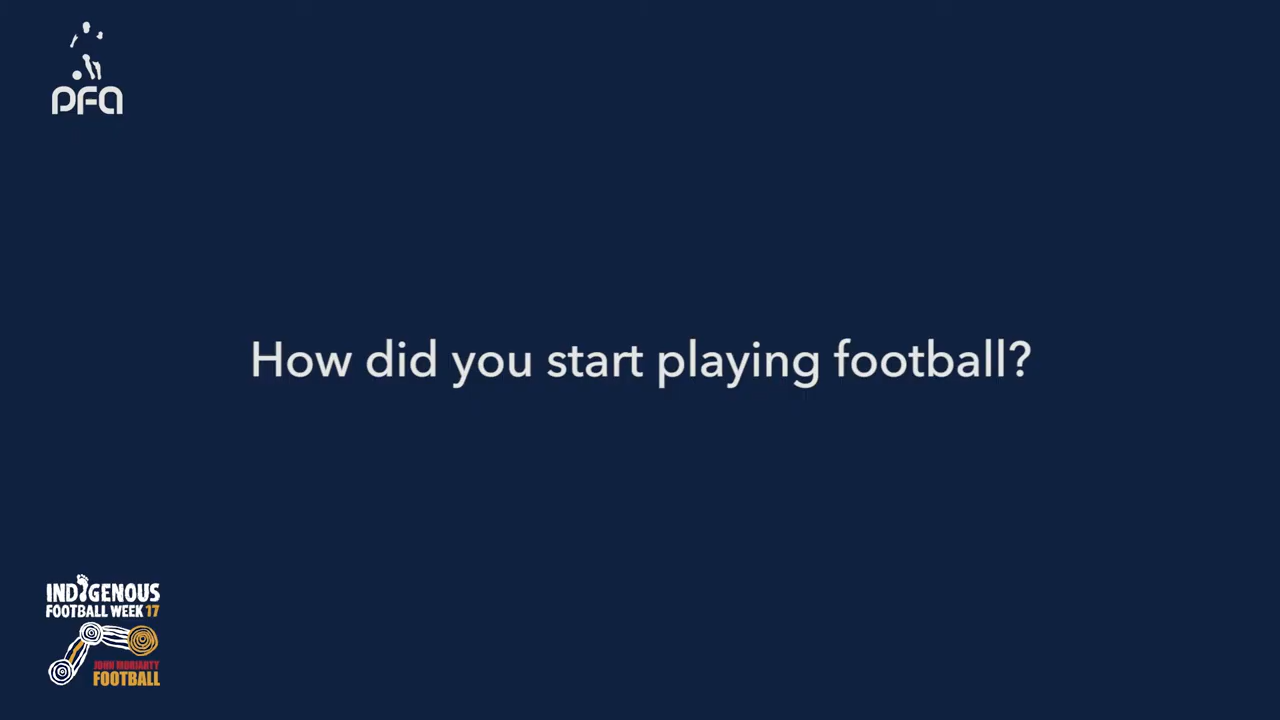 pfa
How did you start playing football?
INDIGENOUS
FOOTBALL WEEK 17
JOHN MORIARTY
FOOTBALL